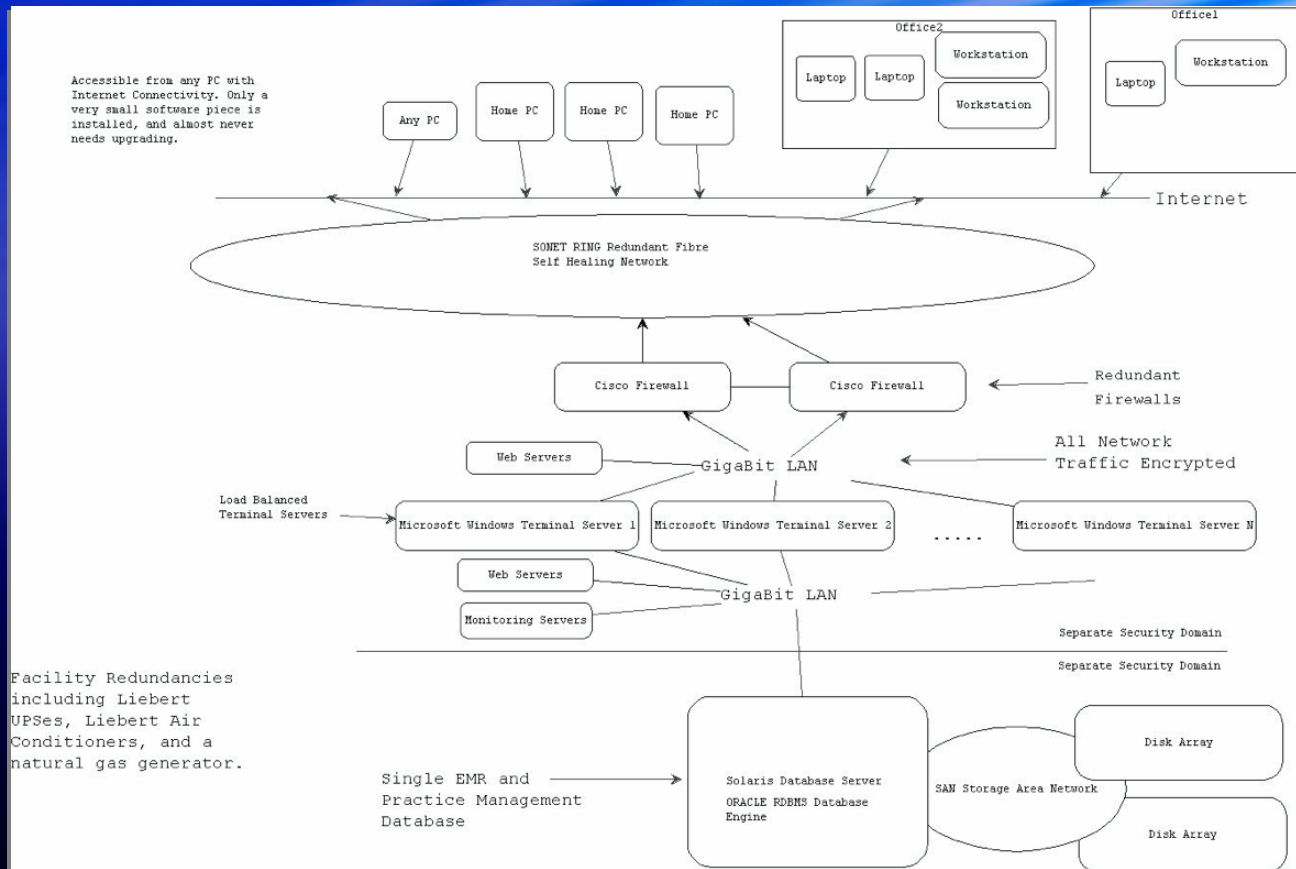 Office2
Office1
Workstation
Laptop
Laptop
Workstation
Laptop
Workstation
Accessible from any PC with
Internet Connectivity. Only a
very small software piece is
installed, and almost never
needs upgrading.
Any PC
Home PC
Home PC
Home PC
Internet
SONET RING Redundant Fibre
Self Healing Network
Cisco Firewall
Cisco Firewall
Redundant
Firewalls
Web Servers
GigaBit LAN
All Network
Traffic Encrypted
Load Balanced
Terminal Servers
Microsoft Windows Terminal Server 1
Microsoft Windows Terminal Server 2
.....
Microsoft Windows Terminal Server N
Web Servers
GigaBit LAN
Monitoring Servers
Separate Security Domain
Separate Security Domain
Facility Redundancies
including Liebert
UPSes, Liebert Air
Conditioners, and a
natural gas generator.
Single EMR and
Practice Management
Database
Solaris Database Server
ORACLE RDBMS Database
Engine
SAN Storage Area Network
Disk Array
Disk Array